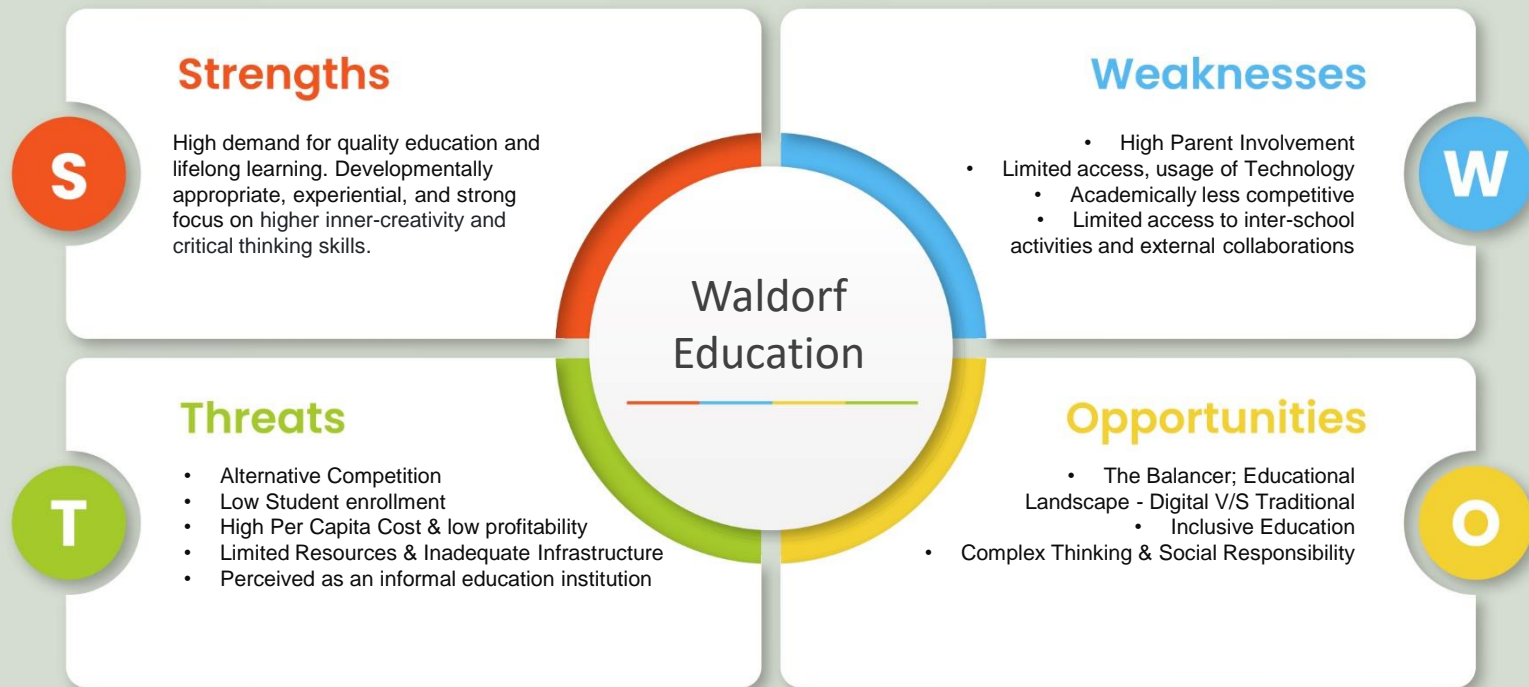 Strengths
S
High demand for quality education and
lifelong learning. Developmentally
appropriate, experiential, and strong
focus on higher inner-creativity and
critical thinking skills.
Weaknesses
W
• High Parent Involvement
• Limited access, usage of Technology
• Academically less competitive
• Limited access to inter-school
activities and external collaborations
Waldorf
Education
Threats
T
• Alternative Competition
• Low Student enrollment
• High Per Capita Cost & low profitability
• Limited Resources & Inadequate Infrastructure
• Perceived as an informal education institution
Opportunities
O
• The Balancer; Educational
Landscape - Digital V/S Traditional
• Inclusive Education
• Complex Thinking & Social Responsibility